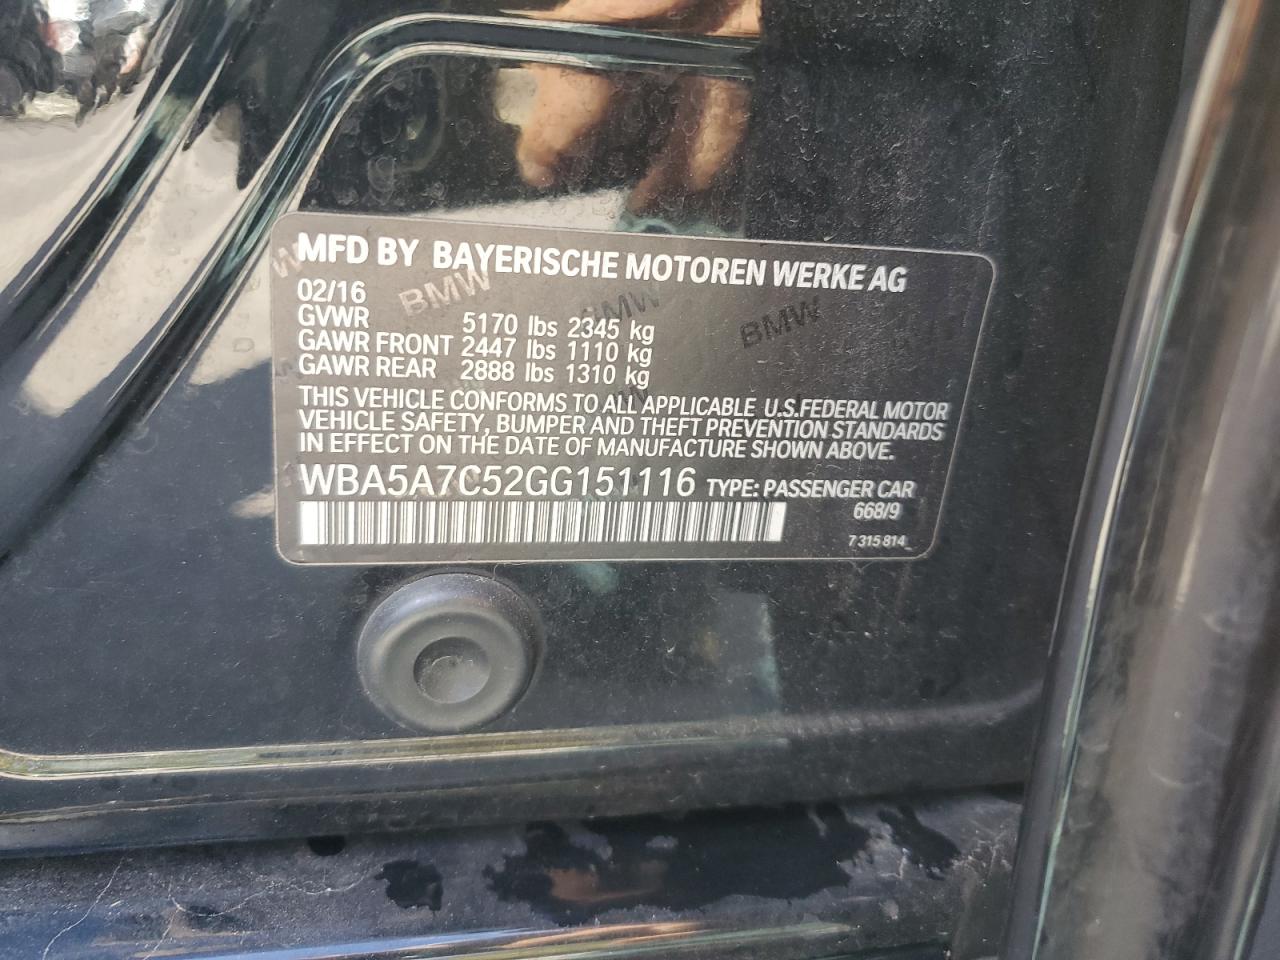 MFD BY BAYERISCHE MOTOREN WERKE AG
02/16
GVWR 5170 lbs 2345 kg
GAWR FRONT 2447 lbs 1110 kg
GAWR REAR 2888 lbs 1310 kg
THIS VEHICLE CONFORMS TO ALL APPLICABLE U.S.FEDERAL MOTOR
VEHICLE SAFETY, BUMPER AND THEFT PREVENTION STANDARDS
IN EFFECT ON THE DATE OF MANUFACTURE SHOWN ABOVE.
WBA5A7C52GG151116 TYPE: PASSENGER CAR
668/9
7 315 814
BMW
BMW
BMW